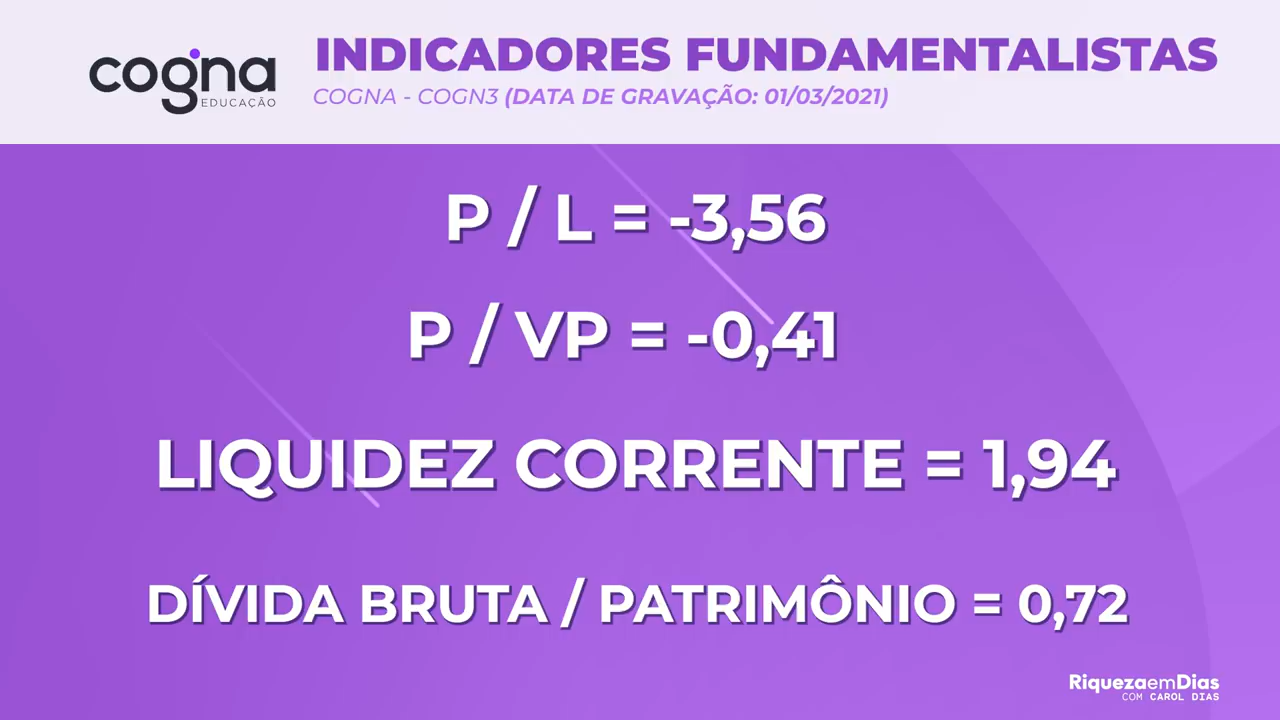 cogna
EDUCAÇÃO
INDICADORES FUNDAMENTALISTAS
COGNA - COGN3 (DATA DE GRAVAÇÃO: 01/03/2021)
P / L = -3,56
P / VP = -0,41
LIQUIDEZ CORRENTE = 1,94
DÍVIDA BRUTA / PATRIMÔNIO = 0,72
RiquezaemDias
COM CAROL DIAS